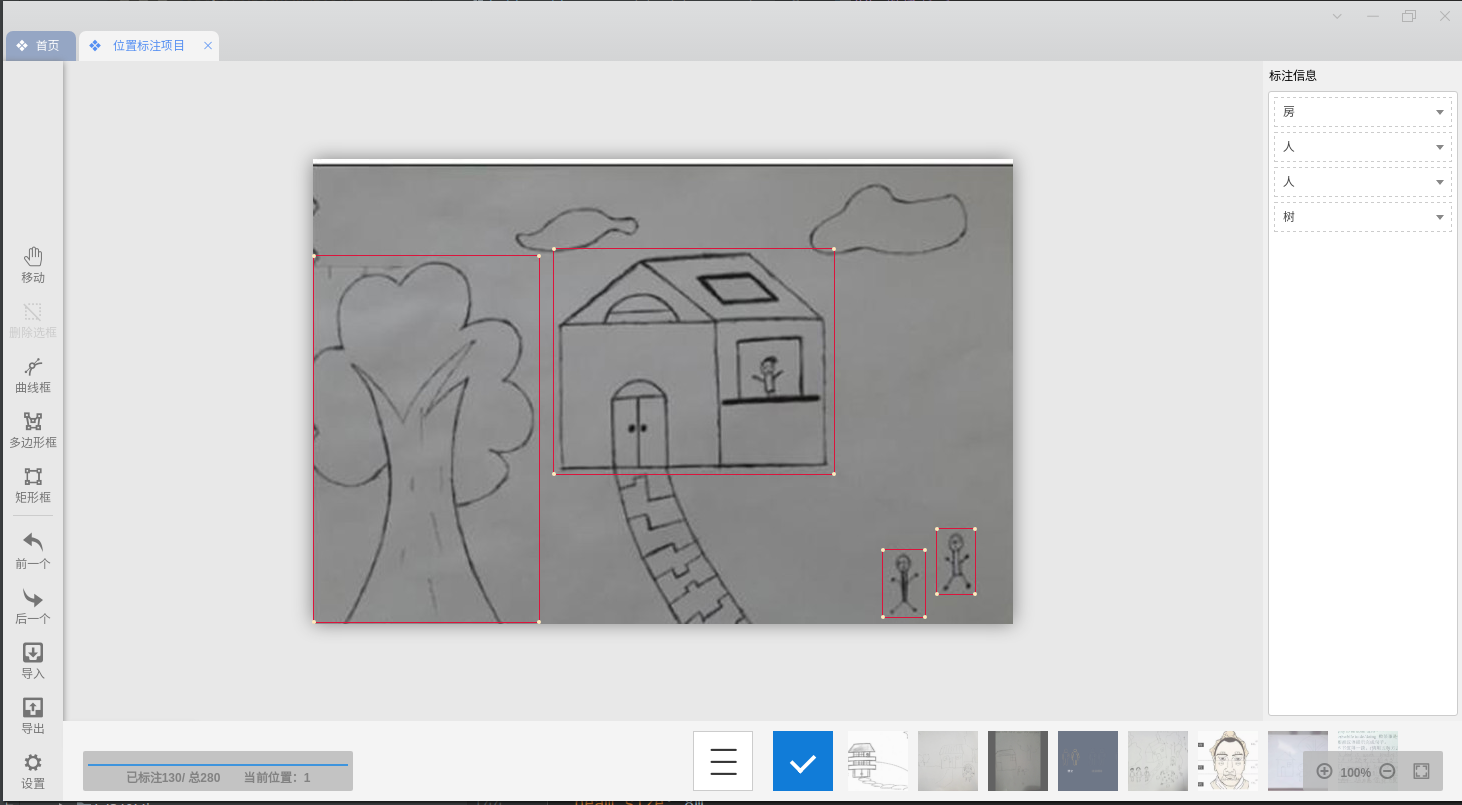 首页
位置标注项目
标注信息
房
人
人
树
移动
删除选框
曲线框
多边形框
矩形框
前一个
后一个
导入
导出
设置
已标注130/ 总280 当前位置：1
100%